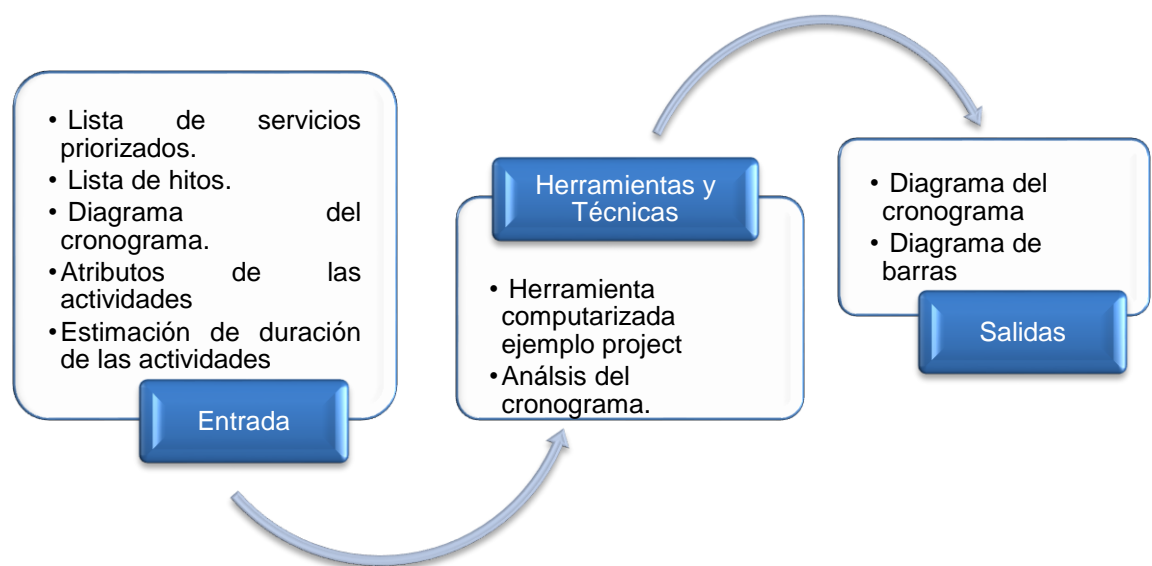 • Lista de servicios
priorizados.
• Lista de hitos.
• Diagrama del
cronograma.
•Atributos de las
actividades
•Estimación de duración
de las actividades
Entrada
Herramientas y
Técnicas
• Herramienta
computarizada
ejemplo project
•Análsis del
cronograma.
• Diagrama del
cronograma
• Diagrama de
barras
Salidas